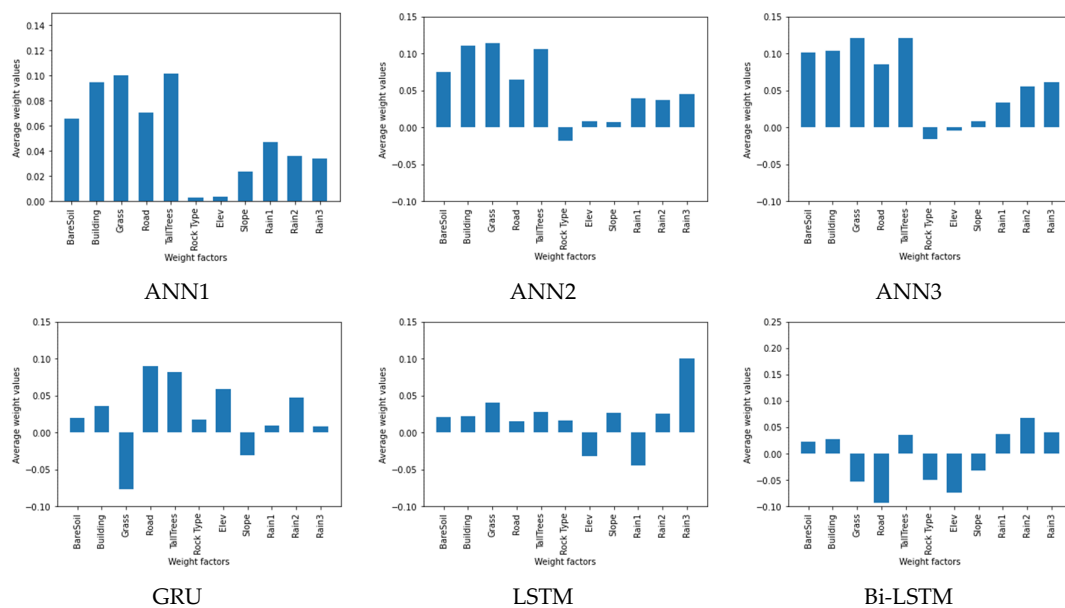 0.14
0.12
0.10
0.08
0.06
0.04
0.02
0.00
Average weight values
BareSoil
Building
Grass
Road
TallTrees
Rock Type
Elev
Slope
Rain1
Rain2
Rain3
Weight factors
ANN1
0.15
0.10
0.05
0.00
−0.05
−0.10
Average weight values
BareSoil
Building
Grass
Road
TallTrees
Rock Type
Elev
Slope
Rain1
Rain2
Rain3
Weight factors
ANN2
0.15
0.10
0.05
0.00
−0.05
−0.10
Average weight values
BareSoil
Building
Grass
Road
TallTrees
Rock Type
Elev
Slope
Rain1
Rain2
Rain3
Weight factors
ANN3
0.15
0.10
0.05
0.00
−0.05
−0.10
Average weight values
BareSoil
Building
Grass
Road
TallTrees
Rock Type
Elev
Slope
Rain1
Rain2
Rain3
Weight factors
GRU
0.15
0.10
0.05
0.00
−0.05
−0.10
Average weight values
BareSoil
Building
Grass
Road
TallTrees
Rock Type
Elev
Slope
Rain1
Rain2
Rain3
Weight factors
LSTM
0.25
0.20
0.15
0.10
0.05
0.00
−0.05
−0.10
Average weight values
BareSoil
Building
Grass
Road
TallTrees
Rock Type
Elev
Slope
Rain1
Rain2
Rain3
Weight factors
Bi-LSTM